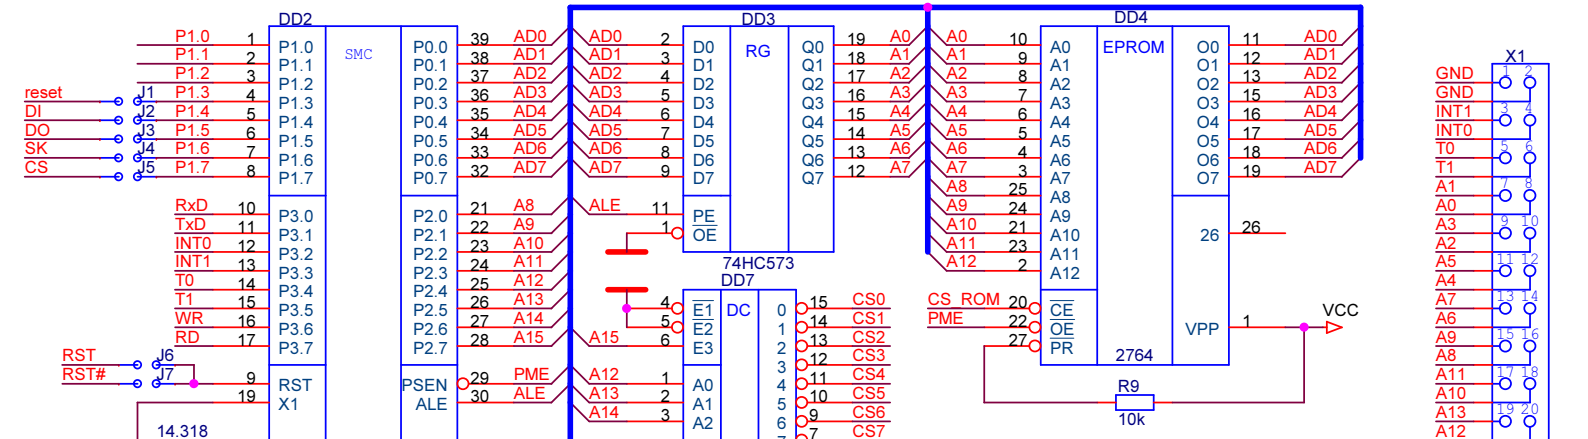 DD2 DD3 DD4
P1.0 1 P1.0 SMC P0.0 39 AD0 AD0 2 D0 RG Q0 19 A0 A0 10 A0 EPROM O0 11 AD0
P1.1 2 P1.1 P0.1 38 AD1 AD1 3 D1 Q1 18 A1 A1 9 A1 O1 12 AD1 X1
P1.2 3 P1.2 P0.2 37 AD2 AD2 4 D2 Q2 17 A2 A2 8 A2 O2 13 AD2 GND 1 2
reset J1 P1.3 4 P1.3 P0.3 36 AD3 AD3 5 D3 Q3 16 A3 A3 7 A3 O3 15 AD3 GND
DI J2 P1.4 5 P1.4 P0.4 35 AD4 AD4 6 D4 Q4 15 A4 A4 6 A4 O4 16 AD4 INT1 3 4
DO J3 P1.5 6 P1.5 P0.5 34 AD5 AD5 7 D5 Q5 14 A5 A5 5 A5 O5 17 AD5 INT0
SK J4 P1.6 7 P1.6 P0.6 33 AD6 AD6 8 D6 Q6 13 A6 A6 4 A6 O6 18 AD6 T0 5 6
CS J5 P1.7 8 P1.7 P0.7 32 AD7 AD7 9 D7 Q7 12 A7 A7 3 A7 O7 19 AD7 T1
A8 25 A8 A1 7 8
RxD 10 P3.0 P2.0 21 A8 ALE 11 PE A9 24 A9 A0
TxD 11 P3.1 P2.1 22 A9 1 OE A10 21 A10 26 26 A3 9 10
INT0 12 P3.2 P2.2 23 A10 A11 23 A11 A2
INT1 13 P3.3 P2.3 24 A11 74HC573 A12 2 A12 A5 11 12
T0 14 P3.4 P2.4 25 A12 DD7 A4
T1 15 P3.5 P2.5 26 A13 4 E1 DC 0 15 CS0 CS_ROM 20 CE A7 13 14
WR 16 P3.6 P2.6 27 A14 5 E2 1 14 CS1 PME 22 OE VPP 1 VCC A6
RD 17 P3.7 P2.7 28 A15 A15 6 E3 2 13 CS2 27 PR A9 15 16
RST J6 3 12 CS3 2764 A8
RST# J7 9 RST PSEN 29 PME A12 1 A0 4 11 CS4 R9 A11 17 18
19 X1 ALE 30 ALE A13 2 A1 5 10 CS5 10k A10
A14 3 A2 6 9 CS6 A13 19 20
14.318 7 7 CS7 A12